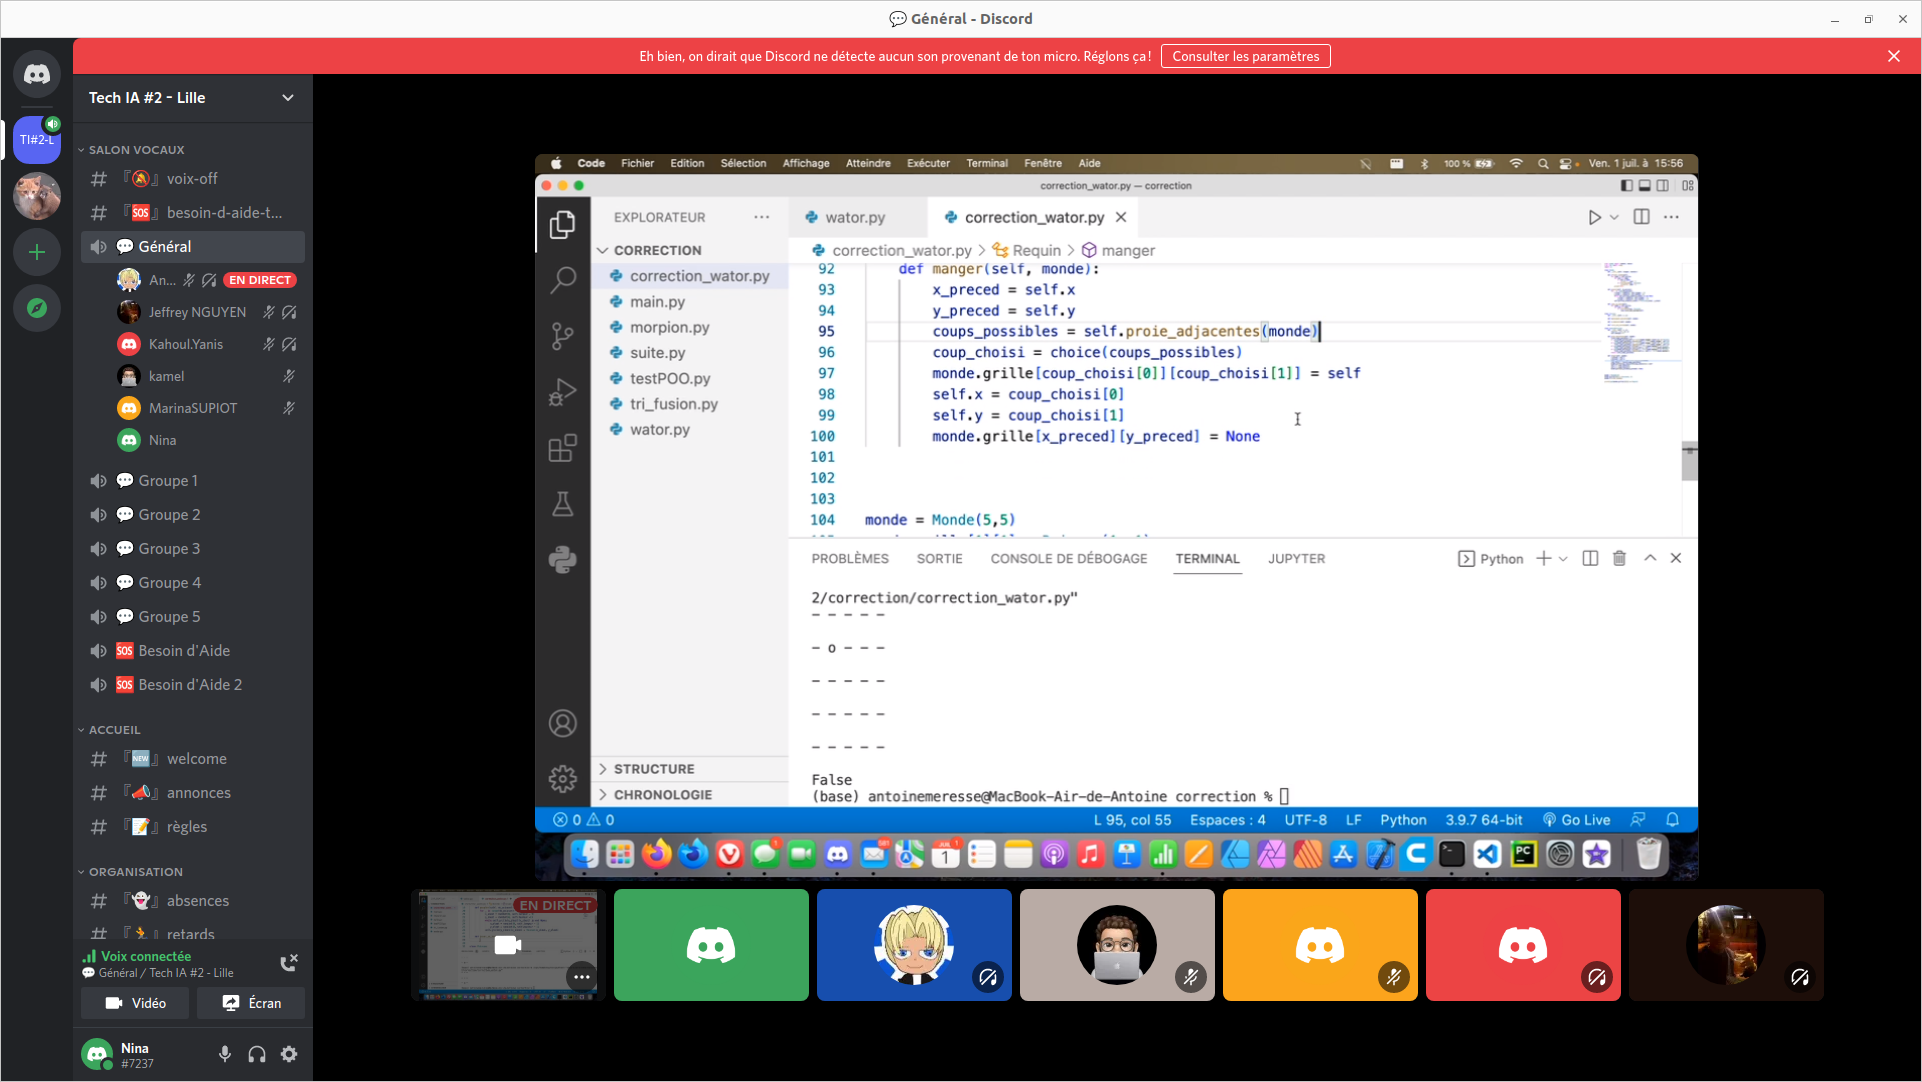 Général - Discord
Eh bien, on dirait que Discord ne détecte aucun son provenant de ton micro. Réglons ça!
Consulter les paramètres
TI#2-L
Tech IA #2 - Lille
SALON VOCAUX
『🔕』 voix-off
『🆘』 besoin-d-aide-t...
💬 Général
An...
EN DIRECT
Jeffrey NGUYEN
Kahoul.Yanis
kamel
MarinaSUPIOT
Nina
💬 Groupe 1
💬 Groupe 2
💬 Groupe 3
💬 Groupe 4
💬 Groupe 5
🆘 Besoin d'Aide
🆘 Besoin d'Aide 2
ACCUEIL
『🆕』 welcome
『📣』 annonces
『📝』 règles
ORGANISATION
『👻』 absences
retards
Voix connectée
💬 Général / Tech IA #2 - Lille
Vidéo
Écran
Nina
#7237
Code Fichier Edition Sélection Affichage Atteindre Exécuter Terminal Fenêtre Aide
100 %
Ven. 1 juil. à 15:56
correction_wator.py — correction
EXPLORATEUR
CORRECTION
correction_wator.py
main.py
morpion.py
suite.py
testPOO.py
tri_fusion.py
wator.py
STRUCTURE
CHRONOLOGIE
wator.py
correction_wator.py
correction_wator.py > Requin > manger
92 def manger(self, monde):
93 x_preced = self.x
94 y_preced = self.y
95 coups_possibles = self.proie_adjacentes(monde)
96 coup_choisi = choice(coups_possibles)
97 monde.grille[coup_choisi[0]][coup_choisi[1]] = self
98 self.x = coup_choisi[0]
99 self.y = coup_choisi[1]
100 monde.grille[x_preced][y_preced] = None
101
102
103
104 monde = Monde(5,5)
PROBLÈMES SORTIE CONSOLE DE DÉBOGAGE TERMINAL JUPYTER
Python
2/correction/correction_wator.py"
- - - - -
- o - - -
- - - - -
- - - - -
- - - - -
False
(base) antoinemeresse@MacBook-Air-de-Antoine correction %
0 0
L 95, col 55 Espaces : 4 UTF-8 LF Python 3.9.7 64-bit Go Live
EN DIRECT